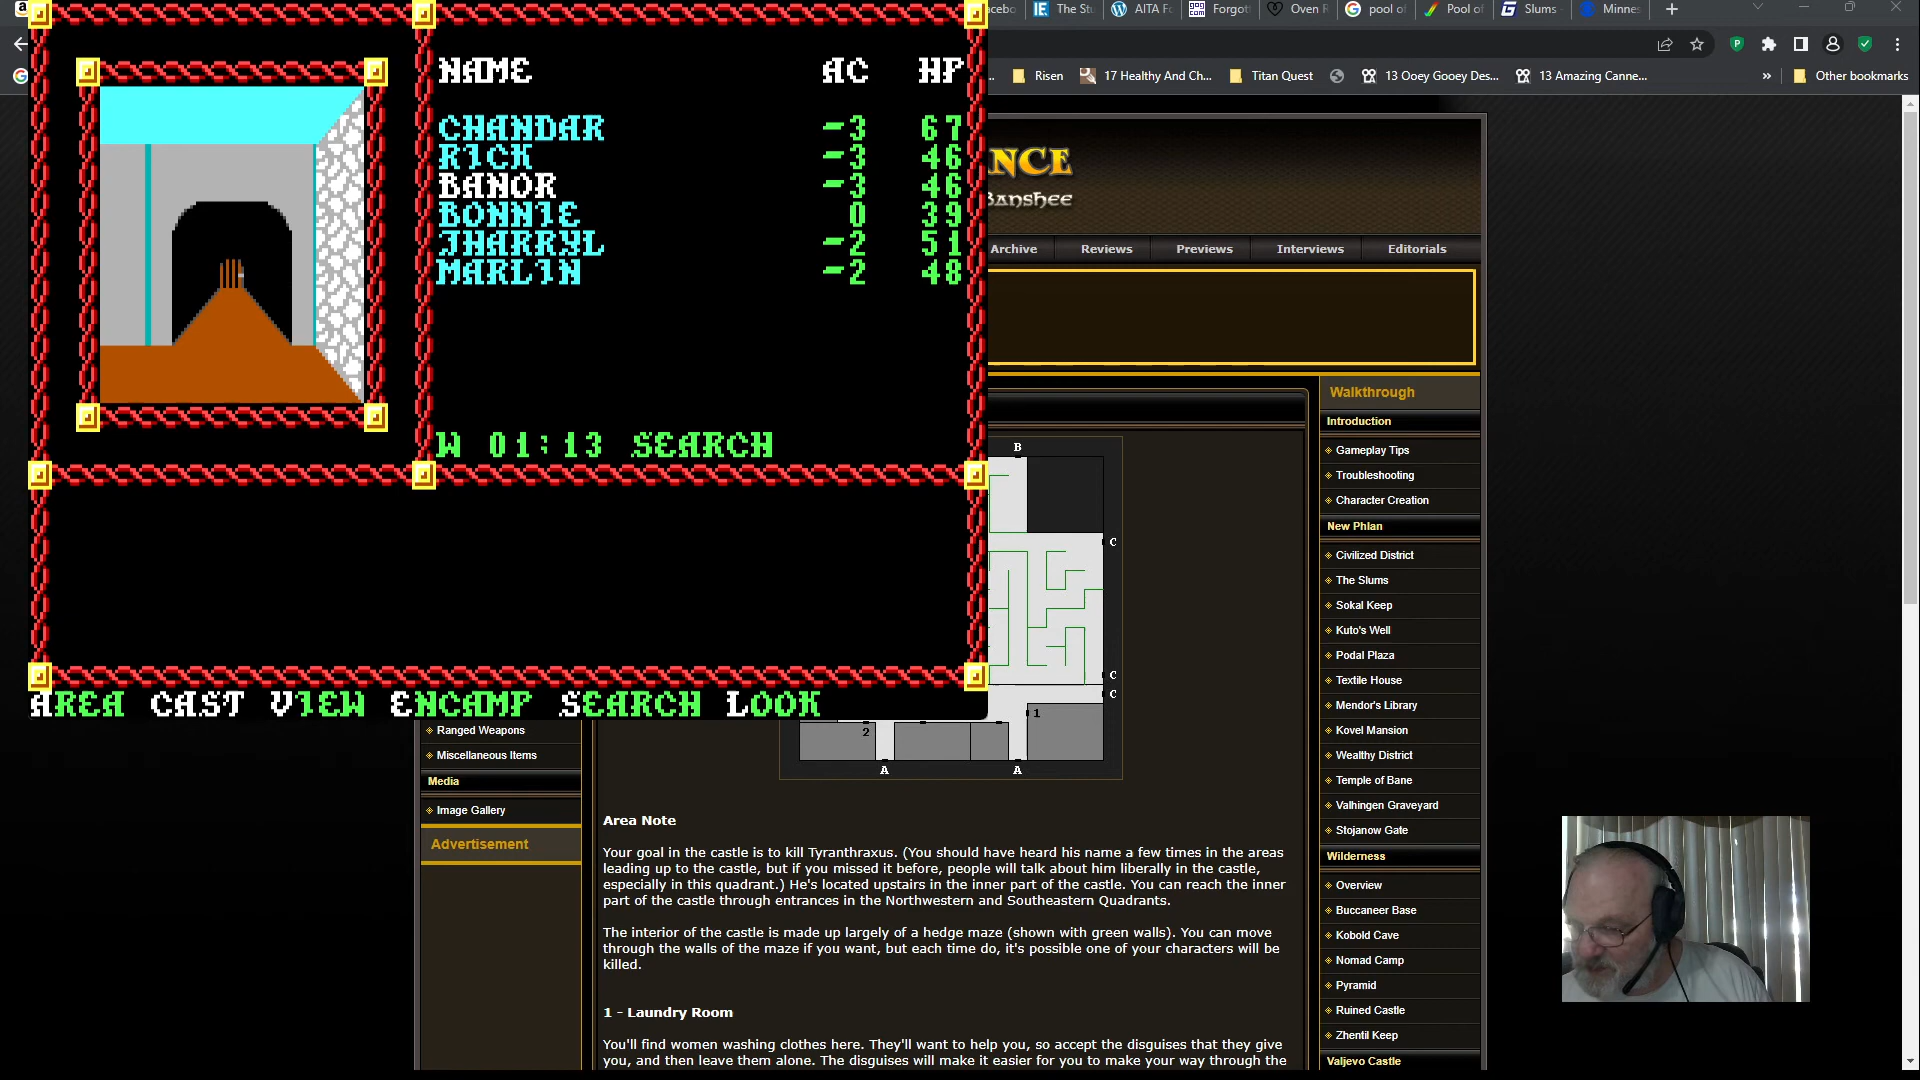 NAME AC HP
CHANDAR -3 67
RICK -3 46
BANOR -3 46
BONNIE 0 39
JHARRYL -2 51
MARLIN -2 48
W 01:13 SEARCH
AREA CAST VIEW ENCAMP SEARCH LOOK
The St
AITA F
Forgot
Oven
pool o
Pool of
Slums
Minnes
Risen
17 Healthy And Ch...
Titan Quest
13 Ooey Gooey Des...
13 Amazing Canne...
»
Other bookmarks
NCE
Banshee
Archive
Reviews
Previews
Interviews
Editorials
B
C
C
C
1
2
A
A
Ranged Weapons
Miscellaneous Items
Media
Image Gallery
Advertisement
Area Note
Your goal in the castle is to kill Tyranthraxus. (You should have heard his name a few times in the areas
leading up to the castle, but if you missed it before, people will talk about him liberally in the castle,
especially in this quadrant.) He's located upstairs in the inner part of the castle. You can reach the inner
part of the castle through entrances in the Northwestern and Southeastern Quadrants.
The interior of the castle is made up largely of a hedge maze (shown with green walls). You can move
through the walls of the maze if you want, but each time do, it's possible one of your characters will be
killed.
1 - Laundry Room
You'll find women washing clothes here. They'll want to help you, so accept the disguises that they give
you, and then leave them alone. The disguises will make it easier for you to make your way through the
Walkthrough
Introduction
Gameplay Tips
Troubleshooting
Character Creation
New Phlan
Civilized District
The Slums
Sokal Keep
Kuto's Well
Podal Plaza
Textile House
Mendor's Library
Kovel Mansion
Wealthy District
Temple of Bane
Valhingen Graveyard
Stojanow Gate
Wilderness
Overview
Buccaneer Base
Kobold Cave
Nomad Camp
Pyramid
Ruined Castle
Zhentil Keep
Valjevo Castle